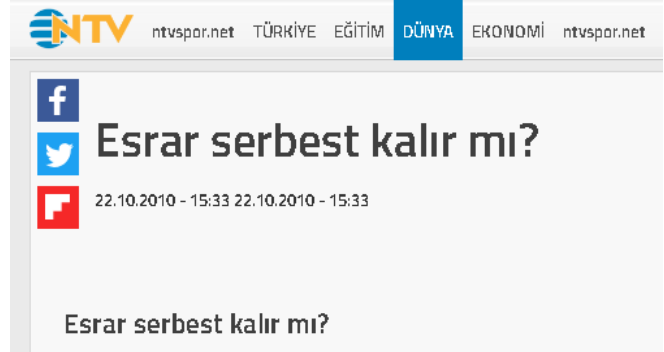 NTV ntvspor.net TÜRKİYE EĞİTİM DÜNYA EKONOMİ ntvspor.net
Esrar serbest kalır mı?
22.10.2010 - 15:33 22.10.2010 - 15:33
Esrar serbest kalır mı?